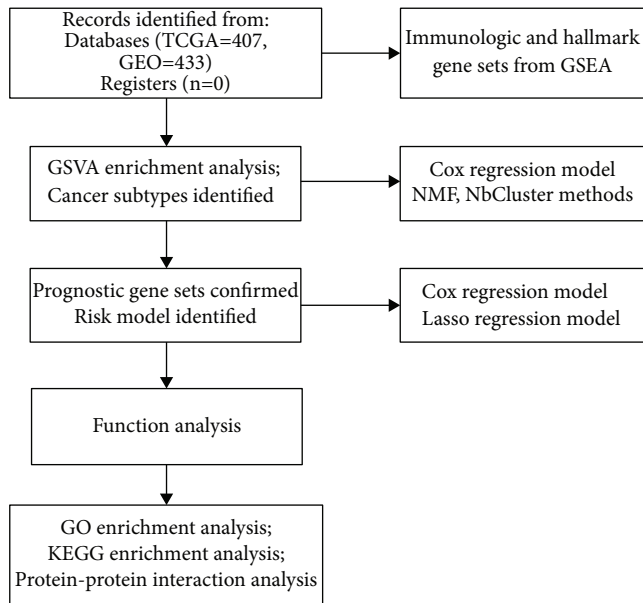 Records identified from:
Databases (TCGA=407,
GEO=433)
Registers (n=0)
Immunologic and hallmark
gene sets from GSEA
GSVA enrichment analysis;
Cancer subtypes identified
Cox regression model
NMF, NbCluster methods
Prognostic gene sets confirmed
Risk model identified
Cox regression model
Lasso regression model
Function analysis
GO enrichment analysis;
KEGG enrichment analysis;
Protein-protein interaction analysis